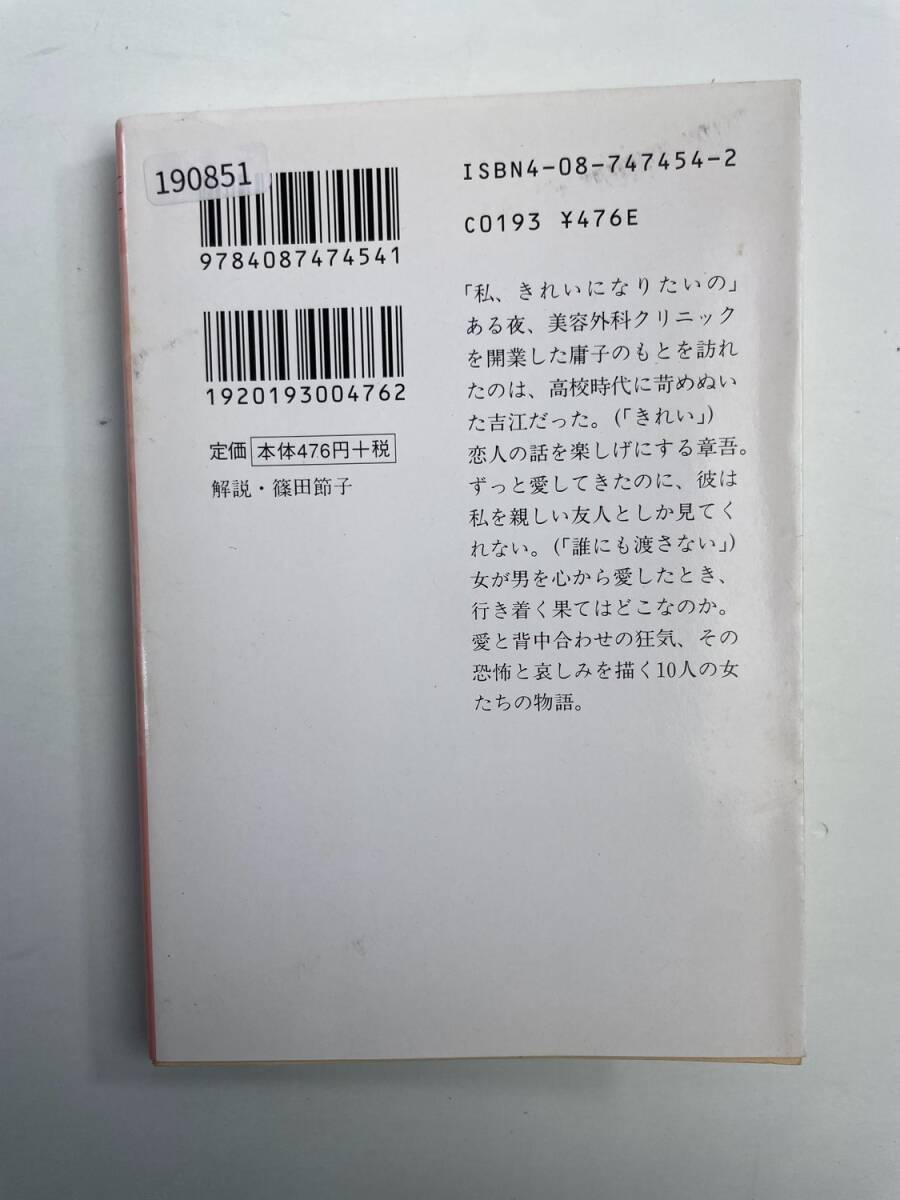 190851
9784087474541
1920193004762
定価 本体476円+税
解説・篠田節子
ISBN4-08-747454-2
C0193 ¥476E
「私、きれいになりたいの」
ある夜、美容外科クリニック
を開業した庸子のもとを訪れ
たのは、高校時代に苛めぬい
た吉江だった。(「きれい」)
恋人の話を楽しげにする章吾。
ずっと愛してきたのに、彼は
私を親しい友人としか見てく
れない。(「誰にも渡さない」)
女が男を心から愛したとき、
行き着く果てはどこなのか。
愛と背中合わせの狂気、その
恐怖と哀しみを描く10人の女
たちの物語。